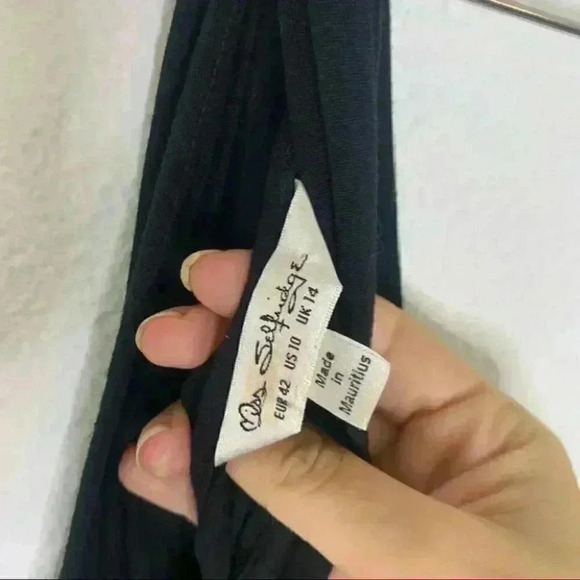 Miss Selfridge
EUR 42 US 10 UK 14
Made
in
Mauritius